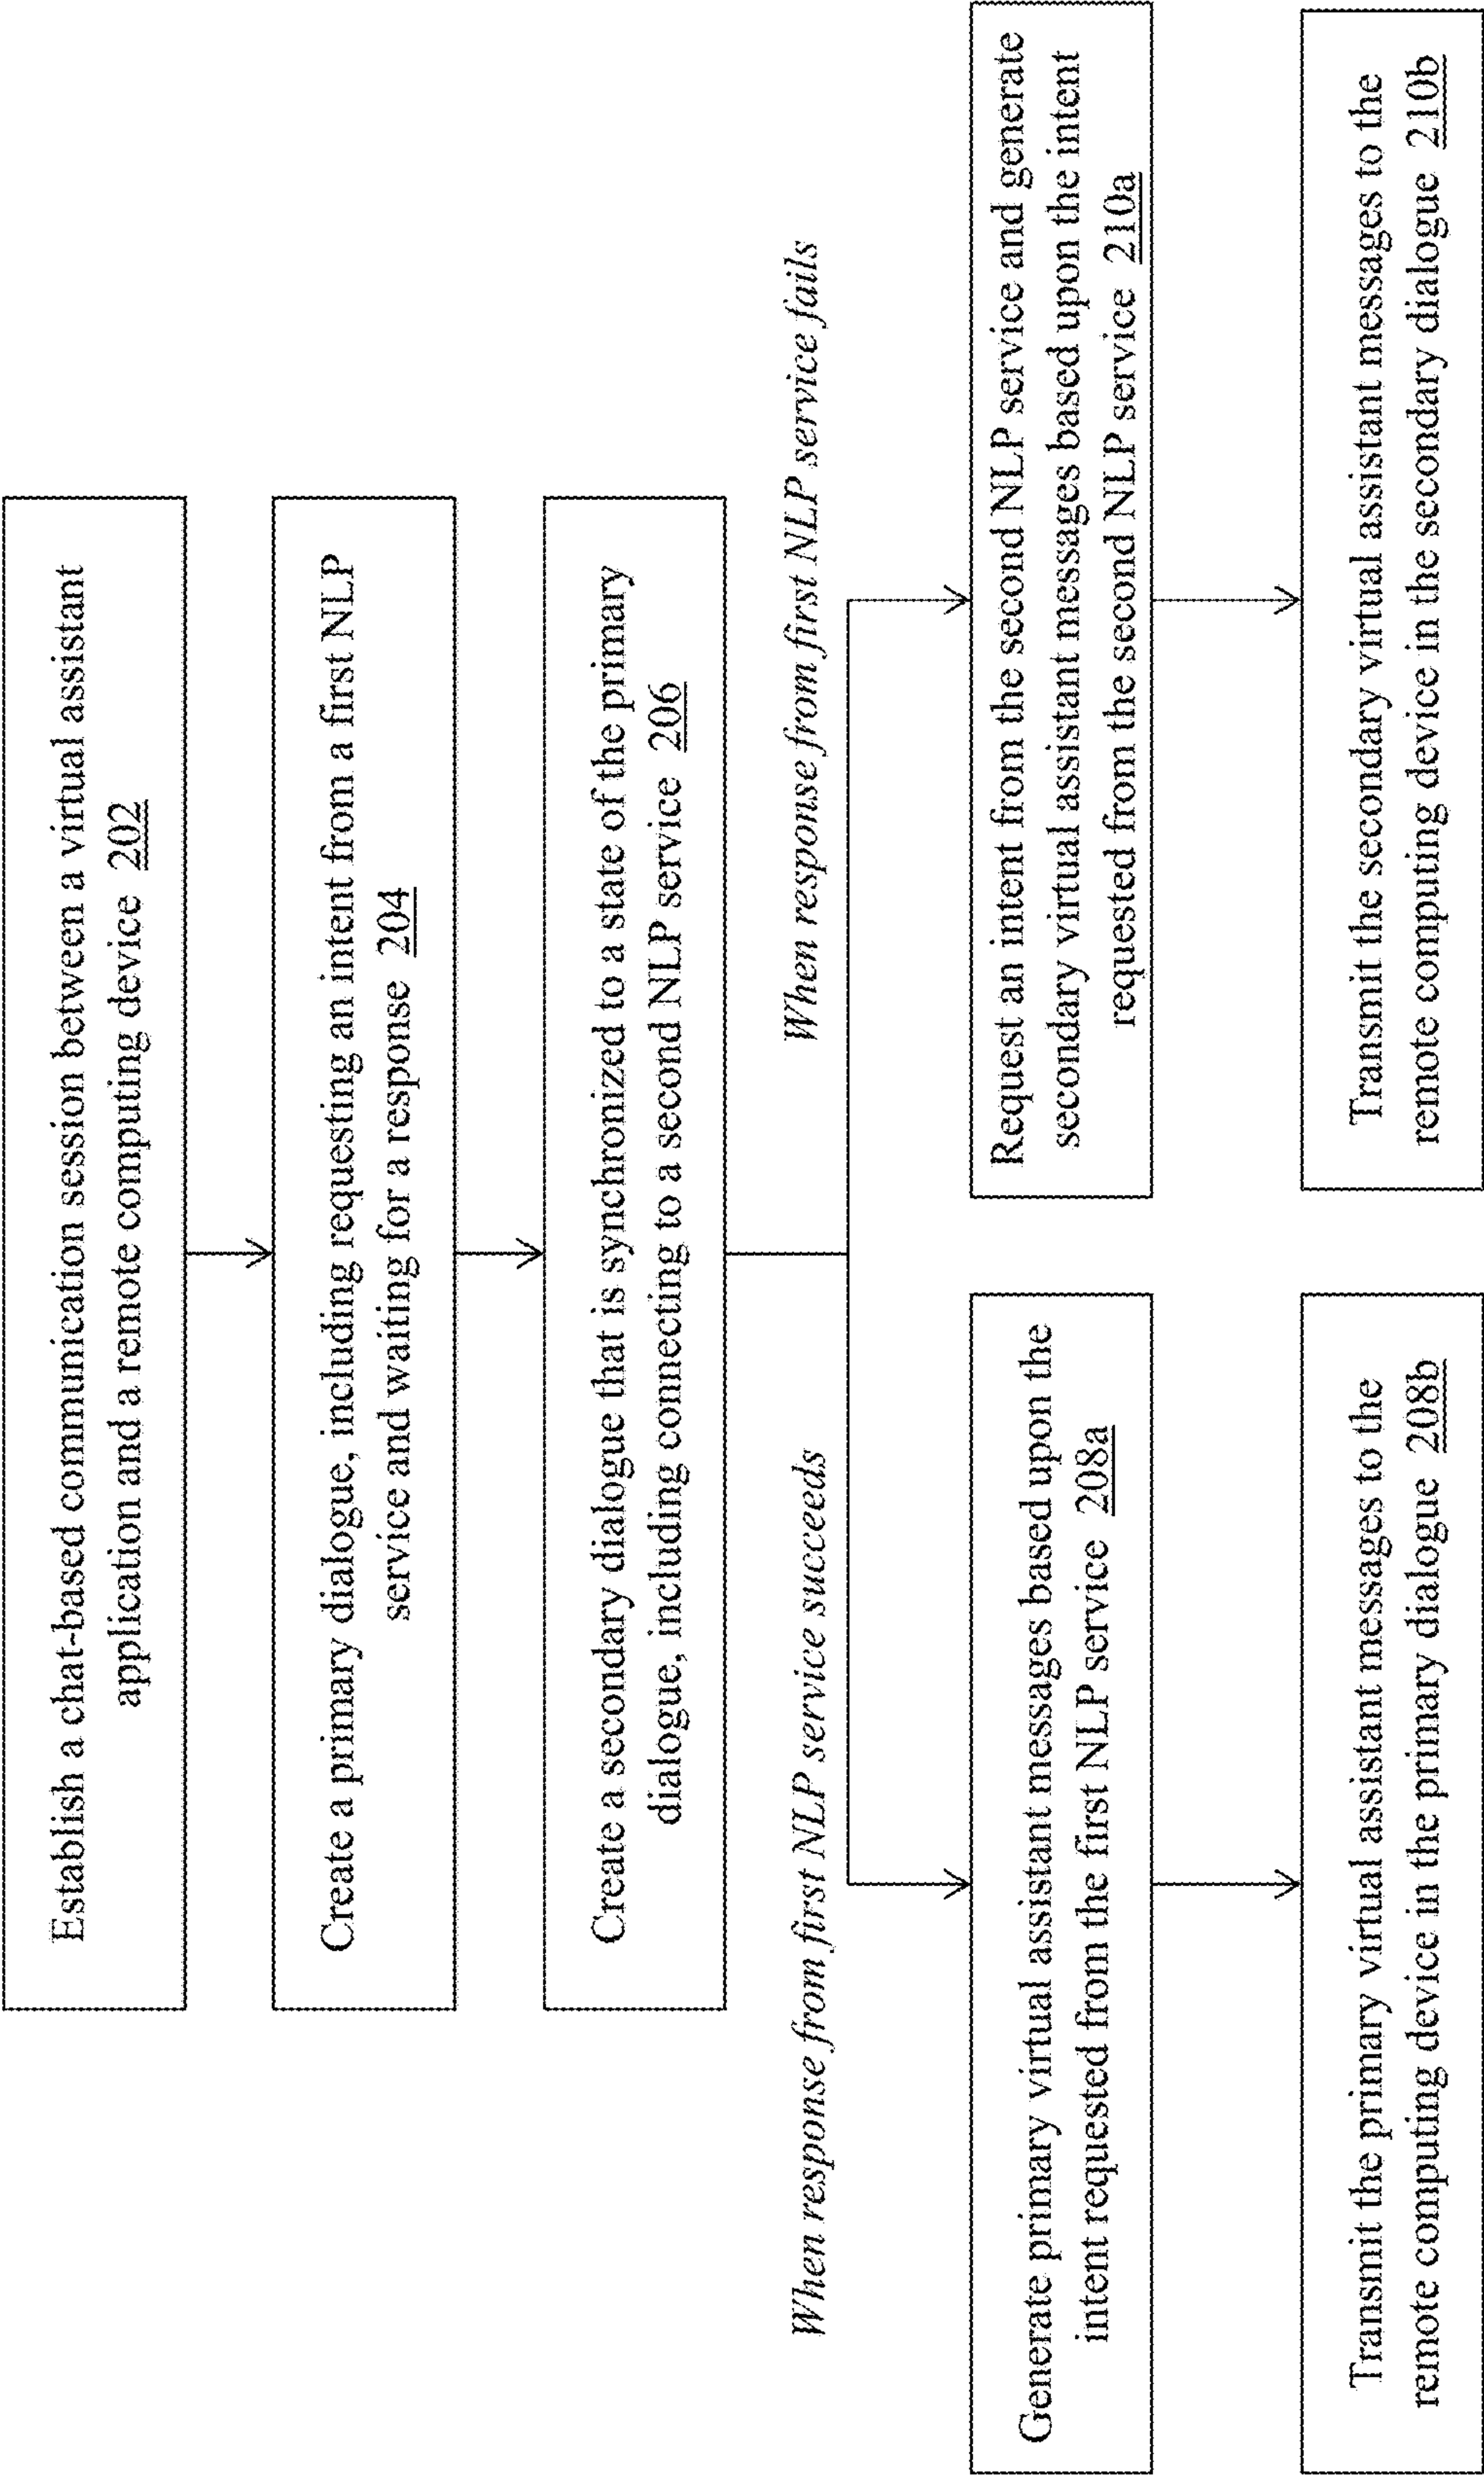 Establish a chat-based communication session between a virtual assistant
application and a remote computing device 202
Create a primary dialogue, including requesting an intent from a first NLP
service and waiting for a response 204
Create a secondary dialogue that is synchronized to a state of the primary
dialogue, including connecting to a second NLP service 206
When response from first NLP service succeeds
When response from first NLP service fails
Generate primary virtual assistant messages based upon the
intent requested from the first NLP service 208a
Request an intent from the second NLP service and generate
secondary virtual assistant messages based upon the intent
requested from the second NLP service 210a
Transmit the primary virtual assistant messages to the
remote computing device in the primary dialogue 208b
Transmit the secondary virtual assistant messages to the
remote computing device in the secondary dialogue 210b